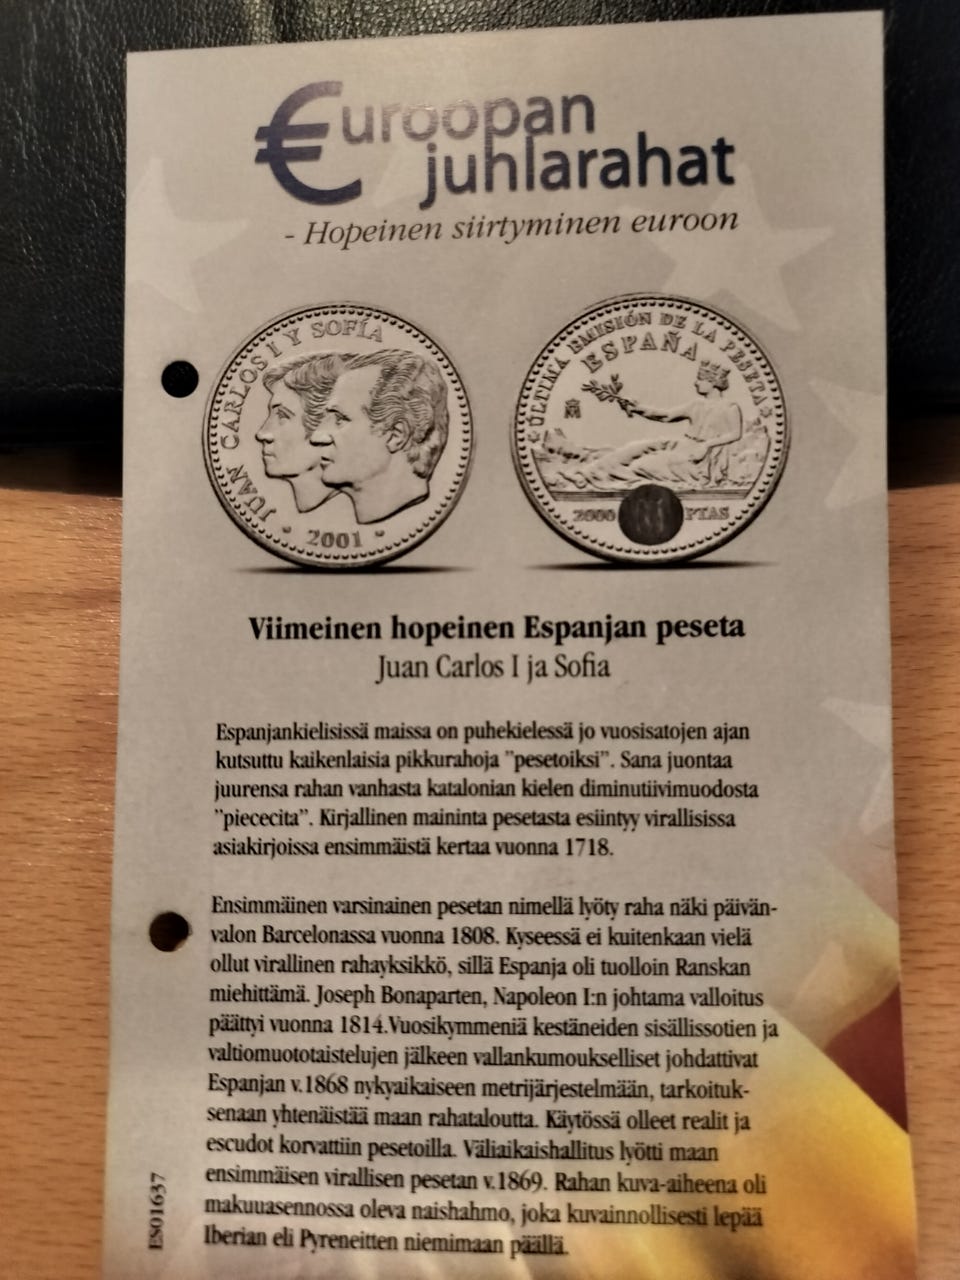 €uroopan
juhlarahat
- Hopeinen siirtyminen euroon
JUAN CARLOS I Y SOFÍA
• 2001 •
* ÚLTIMA EMISIÓN DE LA PESETA *
ESPAÑA
M
2000 PTAS
Viimeinen hopeinen Espanjan peseta
Juan Carlos I ja Sofia
Espanjankielisissä maissa on puhekielessä jo vuosisatojen ajan
kutsuttu kaikenlaisia pikkurahoja "pesetoiksi". Sana juontaa
juurensa rahan vanhasta katalonian kielen diminutiivimuodosta
"piececita". Kirjallinen maininta pesetasta esiintyy virallisissa
asiakirjoissa ensimmäistä kertaa vuonna 1718.
Ensimmäinen varsinainen pesetan nimellä lyöty raha näki päivän-
valon Barcelonassa vuonna 1808. Kyseessä ei kuitenkaan vielä
ollut virallinen rahayksikkö, sillä Espanja oli tuolloin Ranskan
miehittämä. Joseph Bonaparten, Napoleon I:n johtama valloitus
päättyi vuonna 1814.Vuosikymmeniä kestäneiden sisällissotien ja
valtiomuototaistelujen jälkeen vallankumoukselliset johdattivat
Espanjan v.1868 nykyaikaiseen metrijärjestelmään, tarkoituk-
senaan yhtenäistää maan rahataloutta. Käytössä olleet realit ja
escudot korvattiin pesetoilla. Väliaikaishallitus lyötti maan
ensimmäisen virallisen pesetan v.1869. Rahan kuva-aiheena oli
makuuasennossa oleva naishahmo, joka kuvainnollisesti lepää
Iberian eli Pyreneitten niemimaan päällä.
ES01637